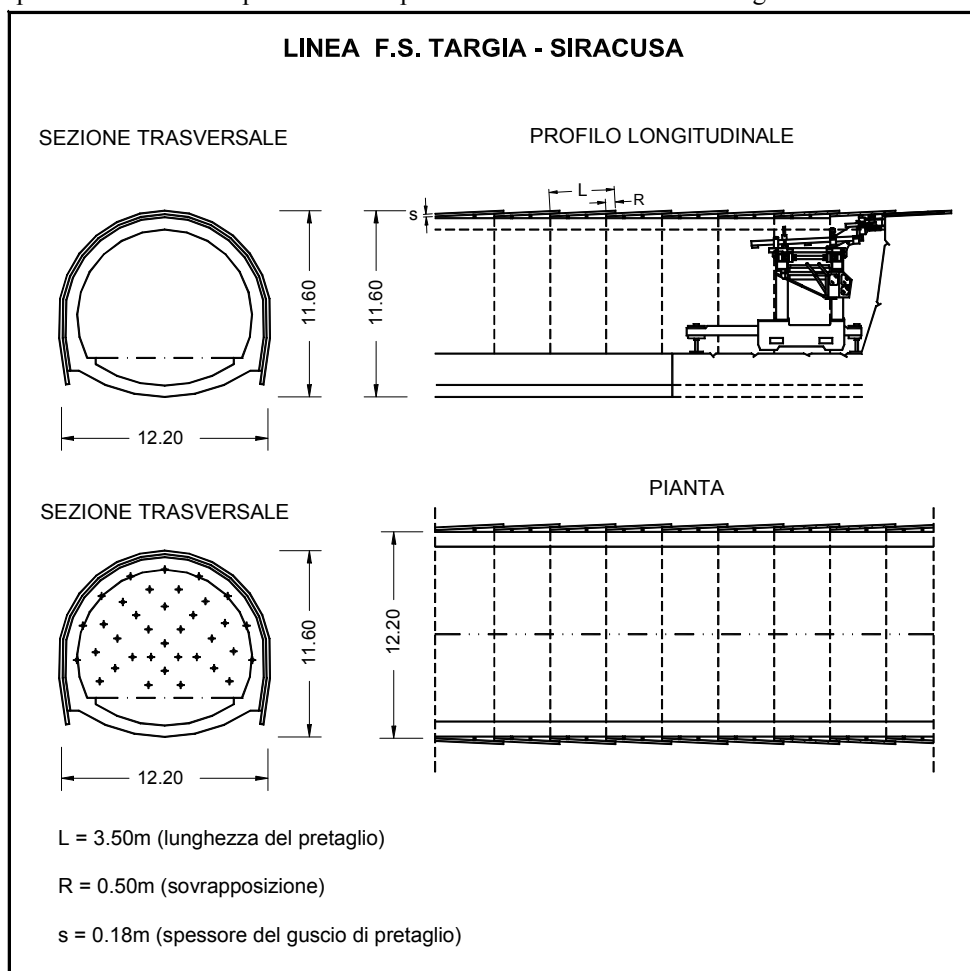 LINEA F.S. TARGIA - SIRACUSA
SEZIONE TRASVERSALE
PROFILO LONGITUDINALE
L
R
s
11.60
11.60
12.20
SEZIONE TRASVERSALE
PIANTA
11.60
12.20
12.20
L = 3.50m (lunghezza del pretaglio)
R = 0.50m (sovrapposizione)
s = 0.18m (spessore del guscio di pretaglio)